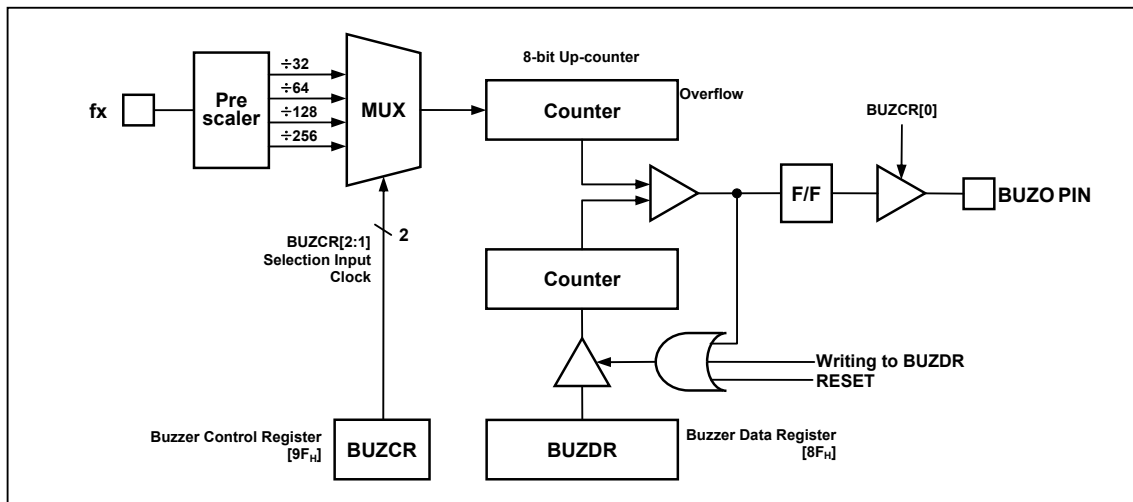 8-bit Up-counter
fx
Pre
scaler
÷32
÷64
÷128
÷256
MUX
Counter
Overflow
BUZCR[0]
F/F
BUZO PIN
2
BUZCR[2:1]
Selection Input
Clock
Counter
Writing to BUZDR
RESET
Buzzer Control Register
[9FH]
BUZCR
BUZDR
Buzzer Data Register
[8FH]